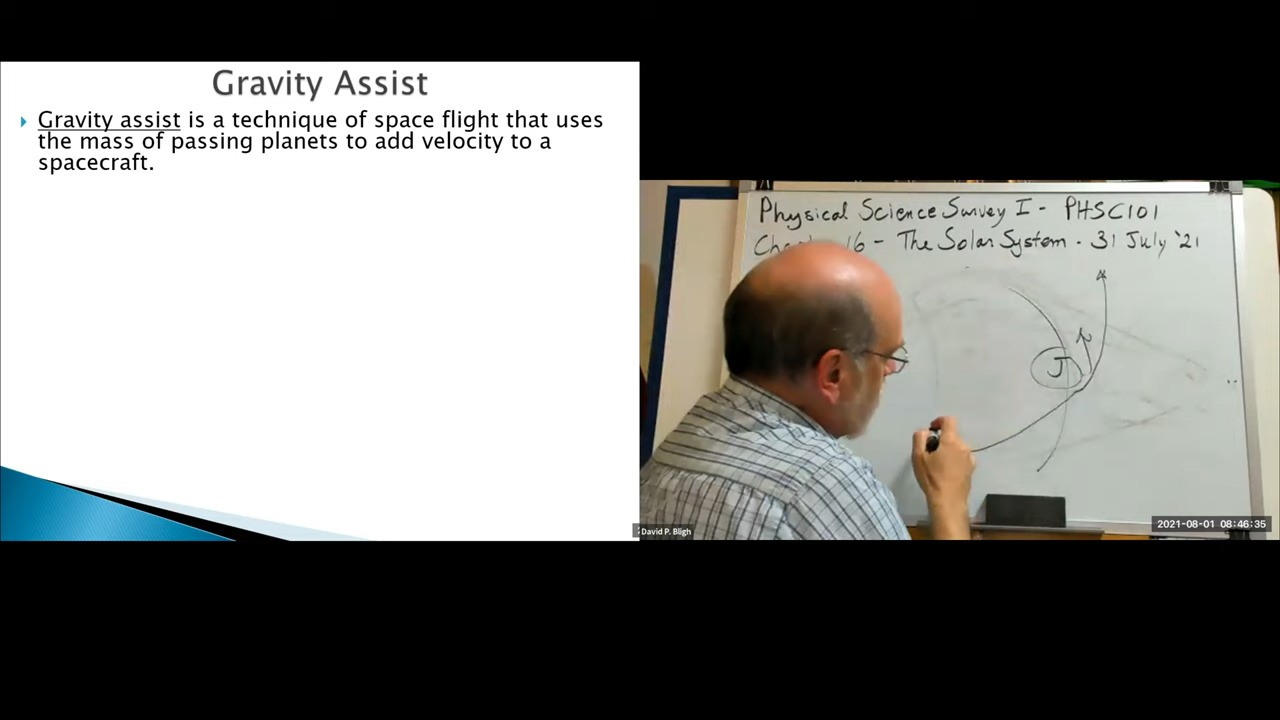 Gravity Assist
Gravity assist is a technique of space flight that uses
the mass of passing planets to add velocity to a
spacecraft.
Physical Science Survey I - PHSC101
16 - The Solar System - 31 July '21
J
David P. Bligh
2021-08-01 08:46:35